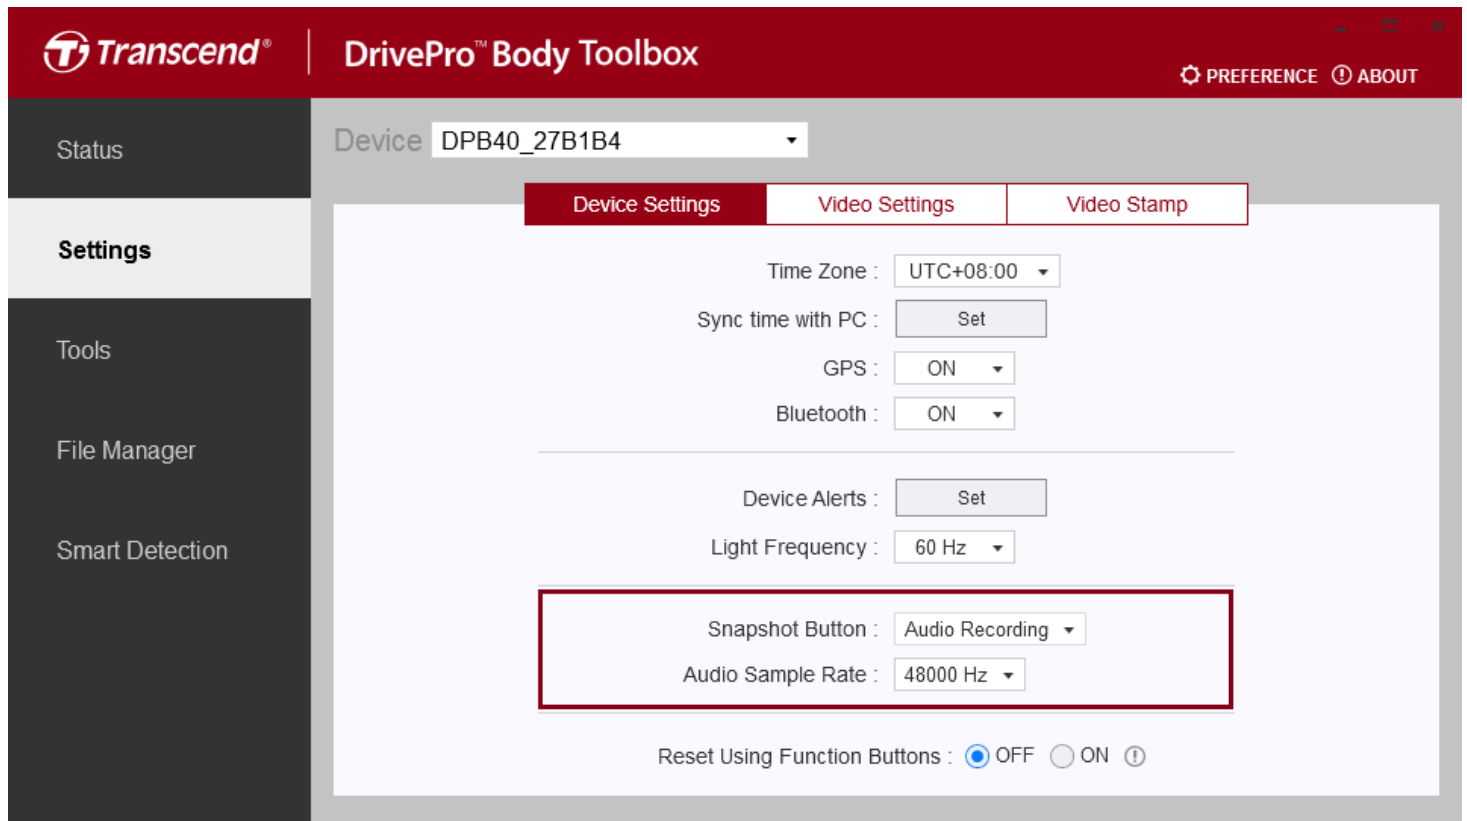 Transcend® DrivePro™ Body Toolbox
PREFERENCE ABOUT
Status
Device DPB40_27B1B4
Device Settings Video Settings Video Stamp
Settings
Time Zone : UTC+08:00
Sync time with PC : Set
Tools
GPS : ON
Bluetooth : ON
File Manager
Device Alerts : Set
Light Frequency : 60 Hz
Smart Detection
Snapshot Button : Audio Recording
Audio Sample Rate : 48000 Hz
Reset Using Function Buttons : OFF ON